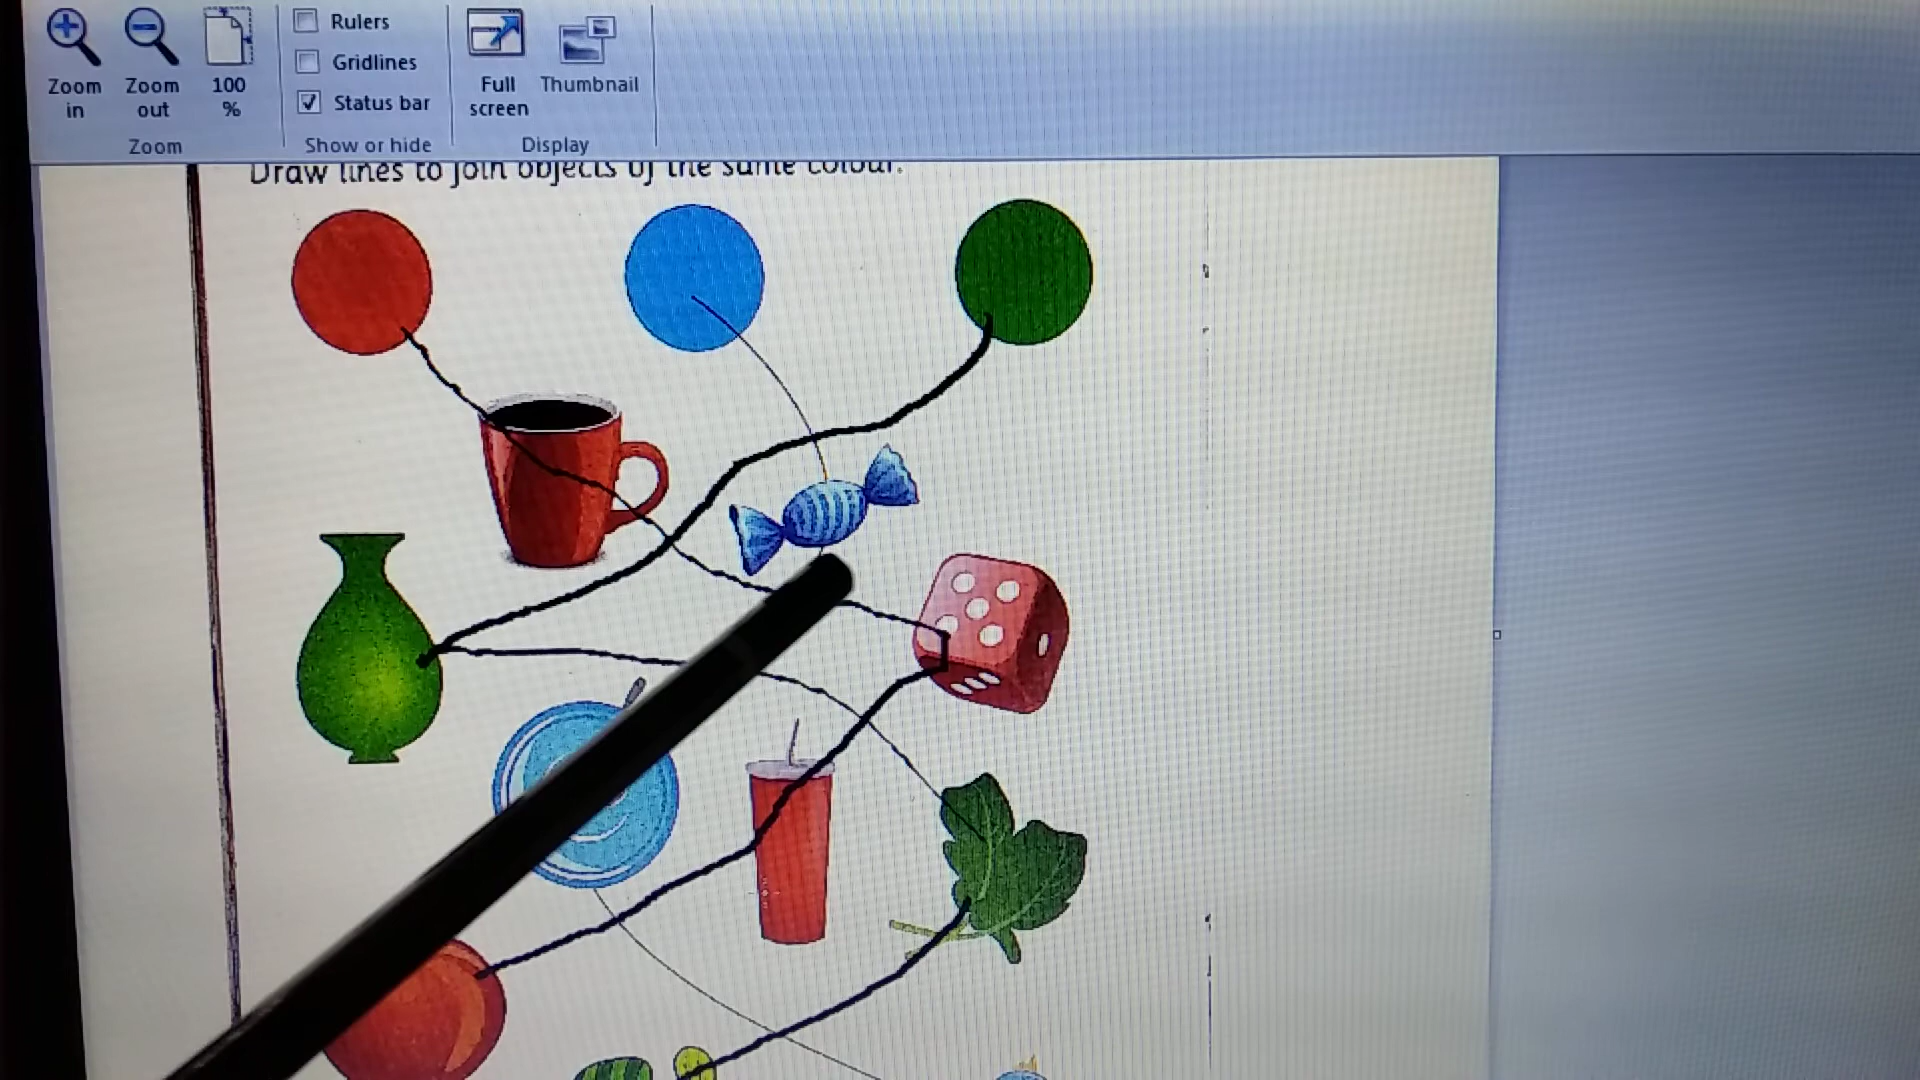 Zoom in
Zoom out
100 %
Zoom
Rulers
Gridlines
Status bar
Show or hide
Full screen
Thumbnail
Display
Draw lines to join objects of the same colour.